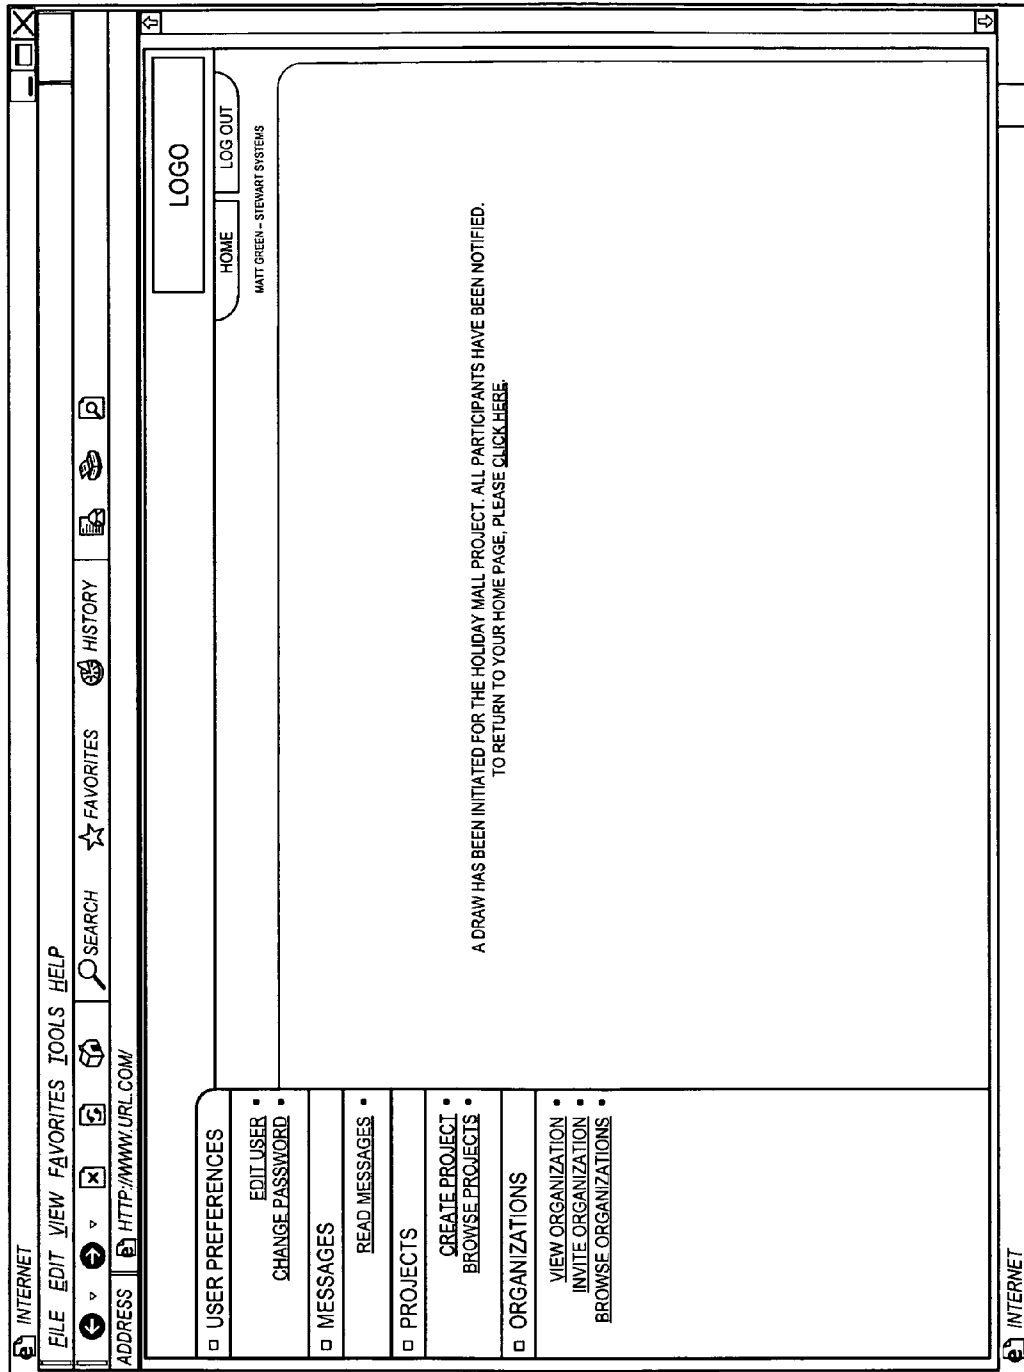 INTERNET
FILE EDIT VIEW FAVORITES TOOLS HELP
SEARCH FAVORITES HISTORY
ADDRESS HTTP://WWW.URL.COM/
LOGO
HOME LOG OUT
MATT GREEN – STEWART SYSTEMS
USER PREFERENCES
EDIT USER
CHANGE PASSWORD
MESSAGES
READ MESSAGES
PROJECTS
CREATE PROJECT
BROWSE PROJECTS
ORGANIZATIONS
VIEW ORGANIZATION
INVITE ORGANIZATION
BROWSE ORGANIZATIONS
A DRAW HAS BEEN INITIATED FOR THE HOLIDAY MALL PROJECT. ALL PARTICIPANTS HAVE BEEN NOTIFIED.
TO RETURN TO YOUR HOME PAGE, PLEASE CLICK HERE.
INTERNET